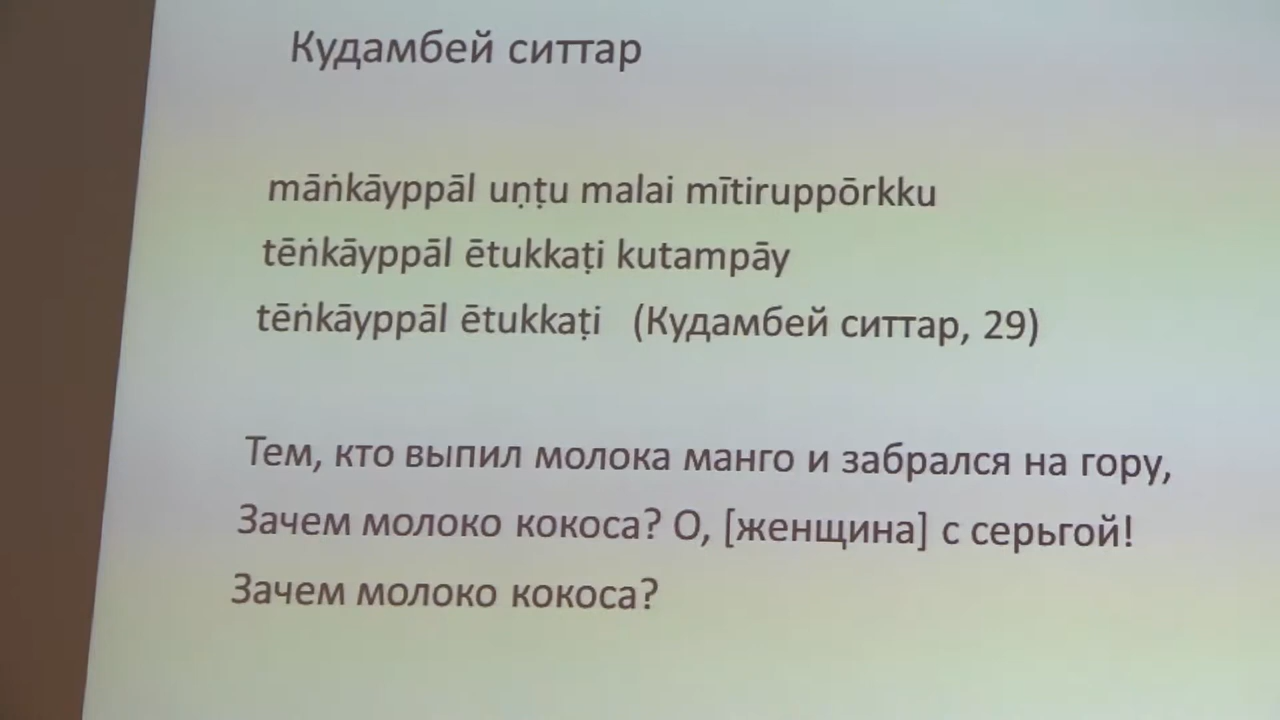 Кудамбей ситтар
māṅkāyppāl uṇṭu malai mītiruppōrkku
tēṅkāyppāl ētukkaṭi kutampāy
tēṅkāyppāl ētukkaṭi (Кудамбей ситтар, 29)
Тем, кто выпил молока манго и забрался на гору,
Зачем молоко кокоса? О, [женщина] с серьгой!
Зачем молоко кокоса?